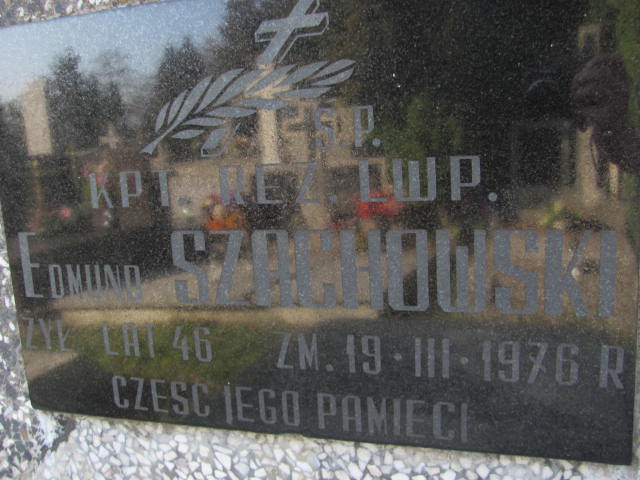 Ś.P.
KPT. REZ. LWP.
EDMUND SZACHOWSKI
ŻYŁ LAT 46 ZM. 19.III.1976 R
CZEŚĆ JEGO PAMIĘCI